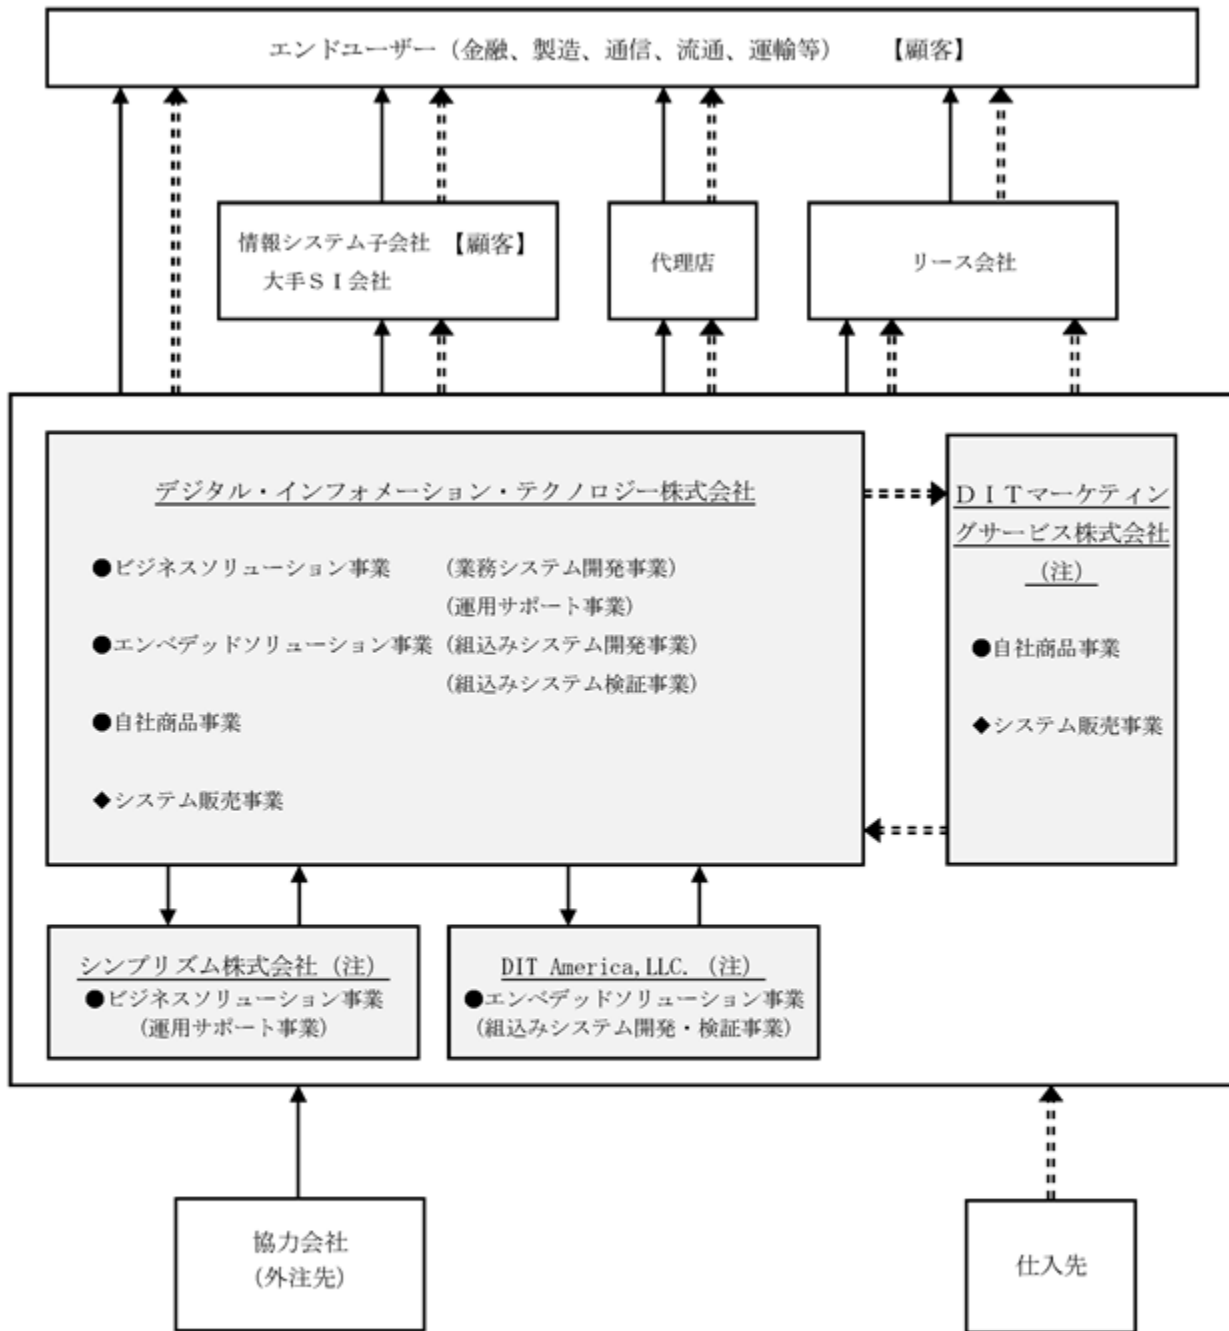 エンドユーザー（金融、製造、通信、流通、運輸等）　【顧客】
情報システム子会社　【顧客】
大手ＳＩ会社
代理店
リース会社
デジタル・インフォメーション・テクノロジー株式会社
●ビジネスソリューション事業　(業務システム開発事業)
(運用サポート事業)
●エンベデッドソリューション事業　(組込みシステム開発事業)
(組込みシステム検証事業)
●自社商品事業
◆システム販売事業
ＤＩＴマーケティン
グサービス株式会社
（注）
●自社商品事業
◆システム販売事業
シンプリズム株式会社（注）
●ビジネスソリューション事業
(運用サポート事業)
DIT America,LLC.（注）
●エンベデッドソリューション事業
(組込みシステム開発・検証事業)
協力会社
(外注先)
仕入先